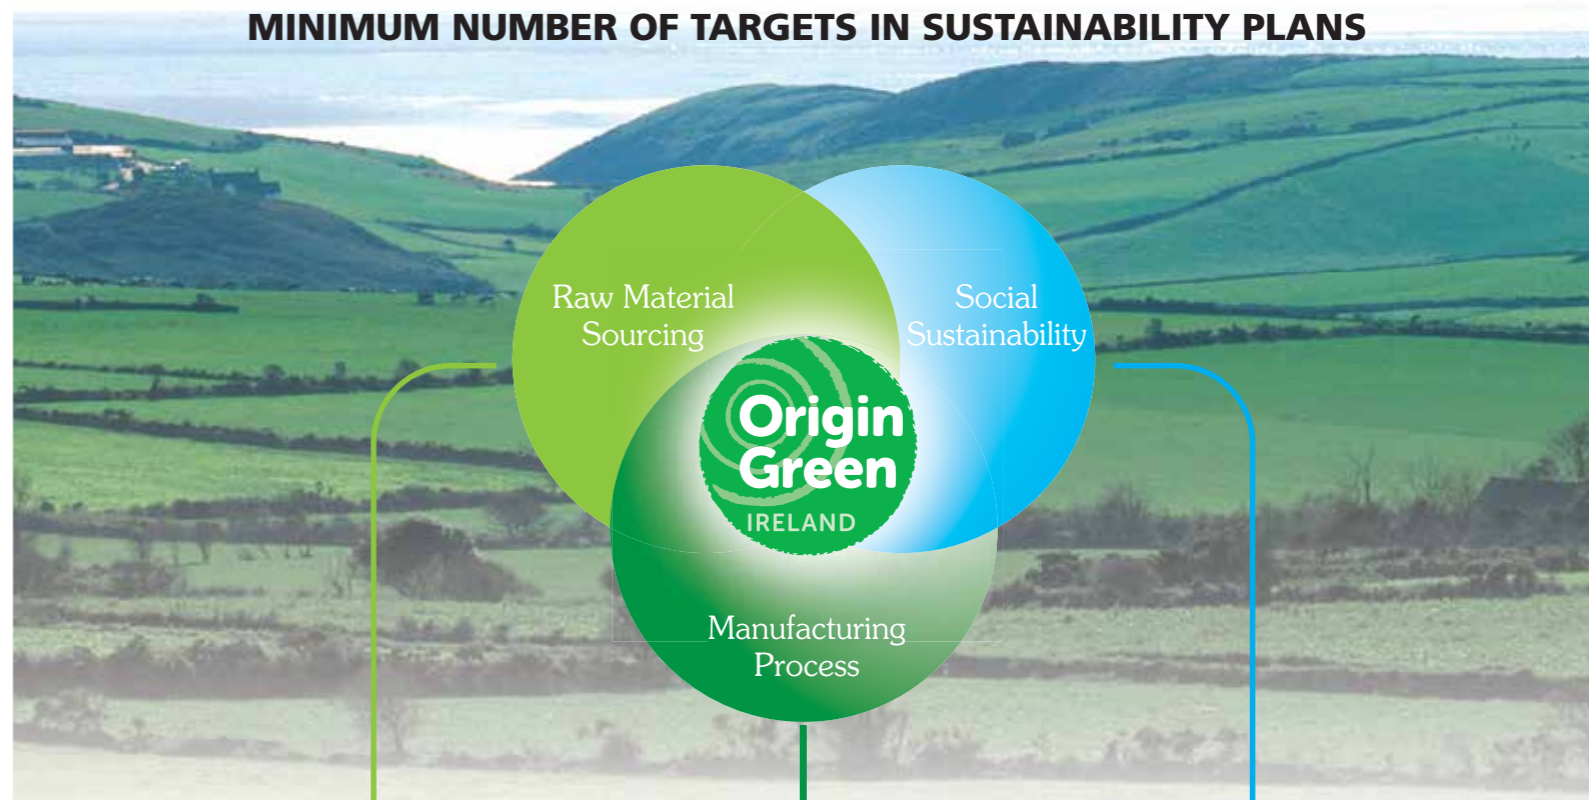 MINIMUM NUMBER OF TARGETS IN SUSTAINABILITY PLANS
Raw Material
Sourcing
Social
Sustainability
Origin
Green
IRELAND
Manufacturing
Process